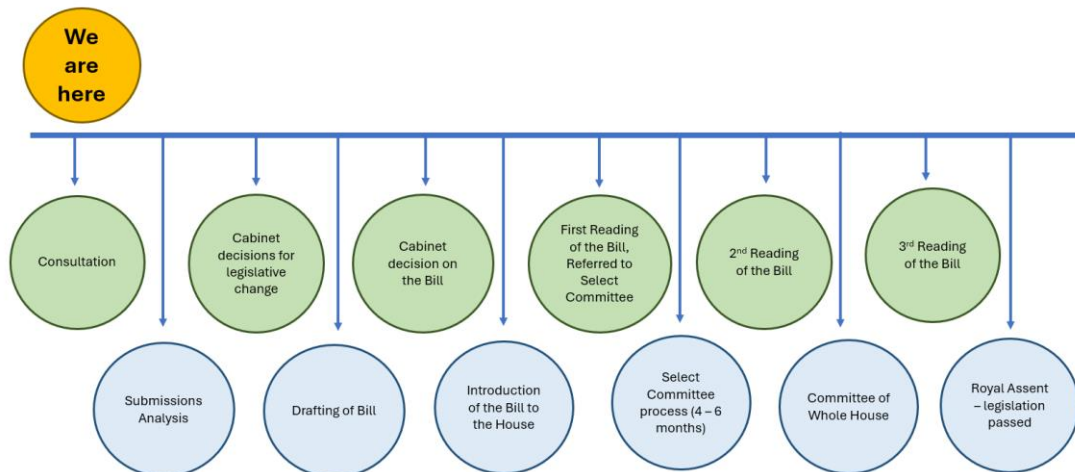 We
are
here
Consultation
Submissions
Analysis
Cabinet
decisions for
legislative
change
Drafting of Bill
Cabinet
decision on
the Bill
Introduction
of the Bill to
the House
First Reading
of the Bill,
Referred to
Select
Committee
Select
Committee
process (4 – 6
months)
2nd Reading
of the Bill
Committee of
Whole House
3rd Reading
of the Bill
Royal Assent
– legislation
passed